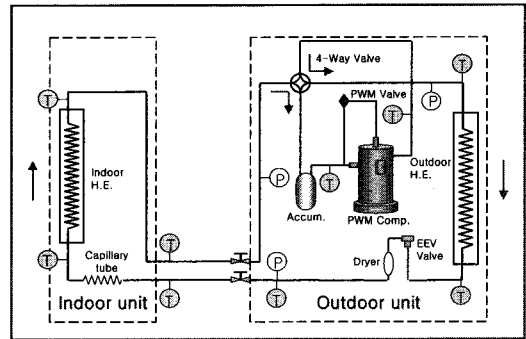 4-Way Valve
PWM Valve
T
T
P
T
Indoor
H.E.
Outdoor
H.E.
T
P
Accum.
PWM Comp.
T
Capillary
tube
T
P
Dryer
EEV
Valve
T
T
T
Indoor unit
Outdoor unit